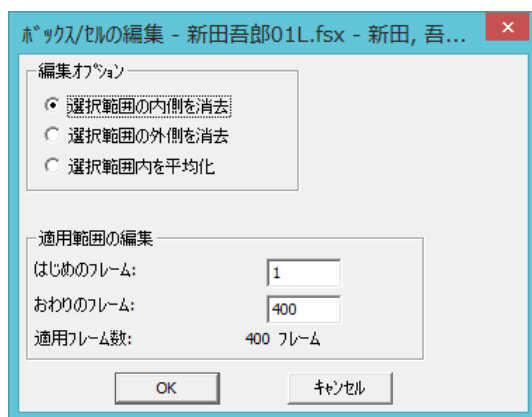 ﾎﾞｯｸｽ/ｾﾙの編集 - 新田吾郎01L.fsx - 新田, 吾...
編集ｵﾌﾟｼｮﾝ
選択範囲の内側を消去
選択範囲の外側を消去
選択範囲内を平均化
適用範囲の編集
はじめのﾌﾚｰﾑ:
1
おわりのﾌﾚｰﾑ:
400
適用ﾌﾚｰﾑ数:
400 ﾌﾚｰﾑ
OK
ｷｬﾝｾﾙ